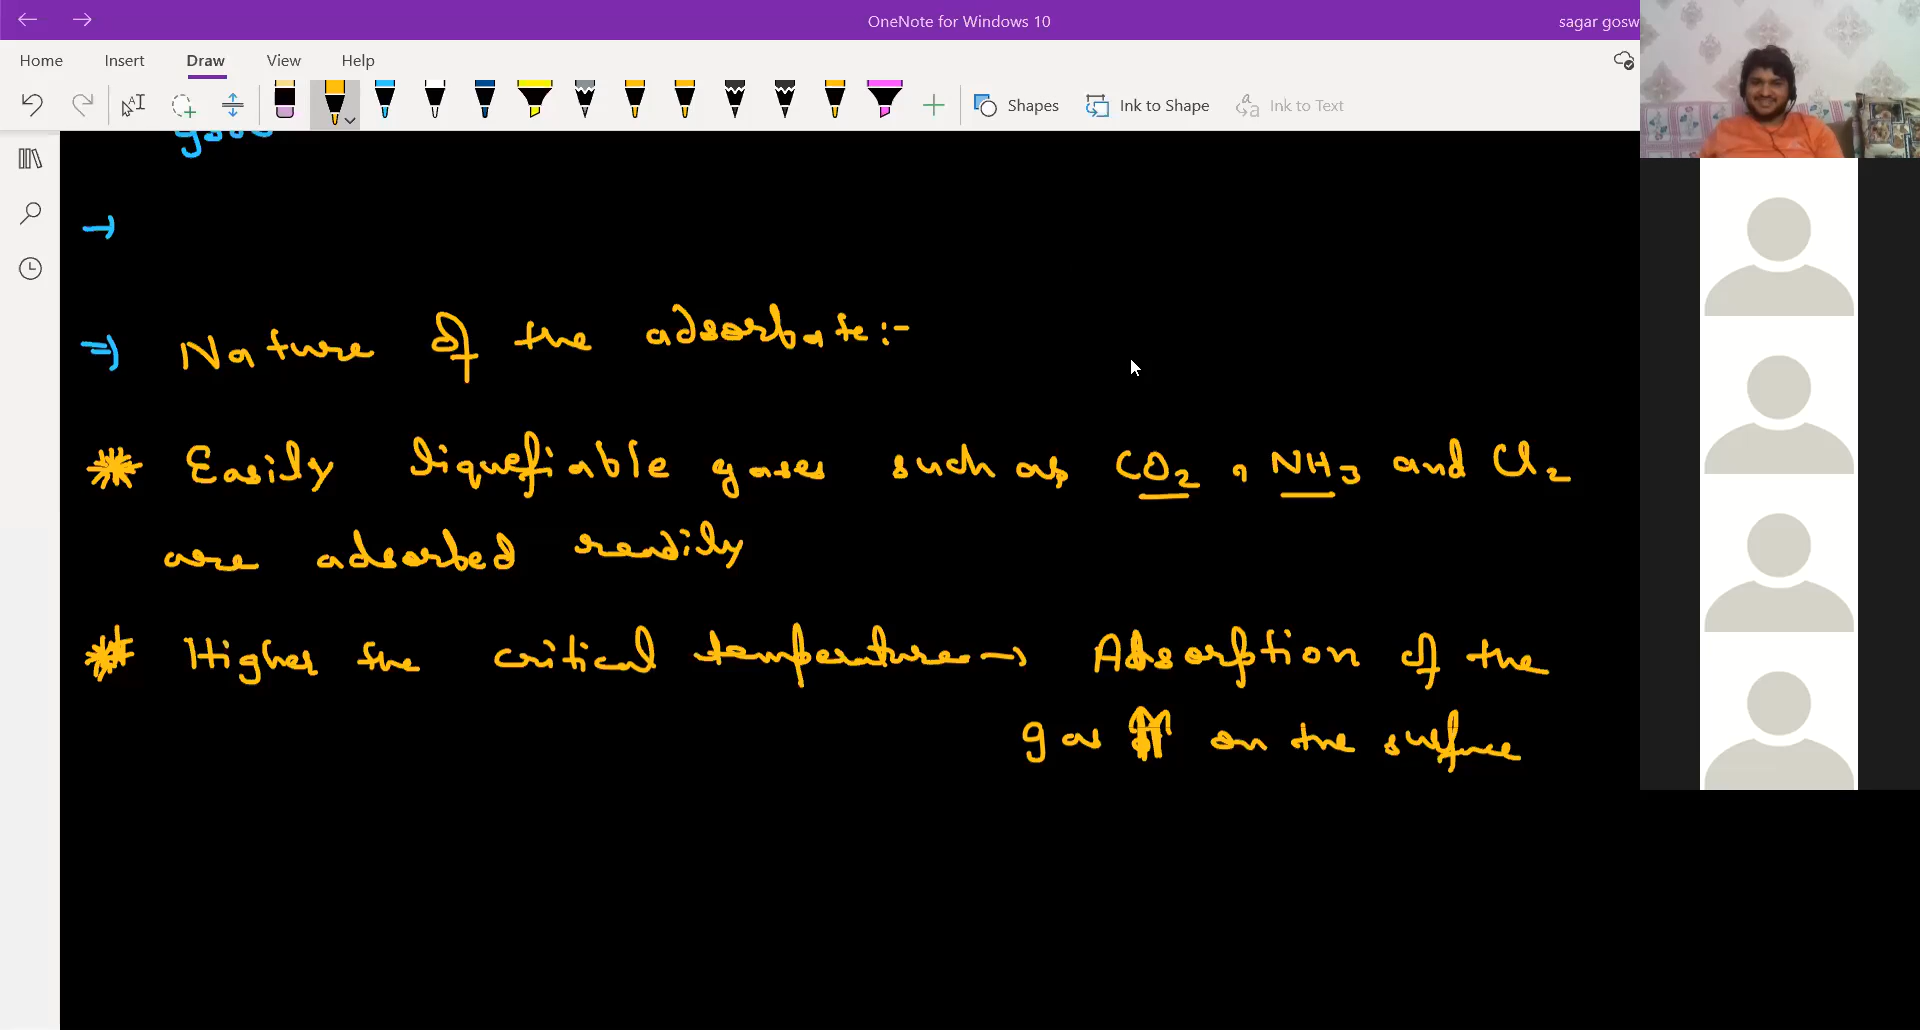 OneNote for Windows 10
sagar gosw
Home Insert Draw View Help
Shapes Ink to Shape Ink to Text
⇒ Nature of the adsorbate:-
* Easily liquefiable gases such as CO₂, NH₃ and Cl₂
are adsorbed readily
* Higher the critical temperature → Adsorption of the
gas ⇑ on the surface